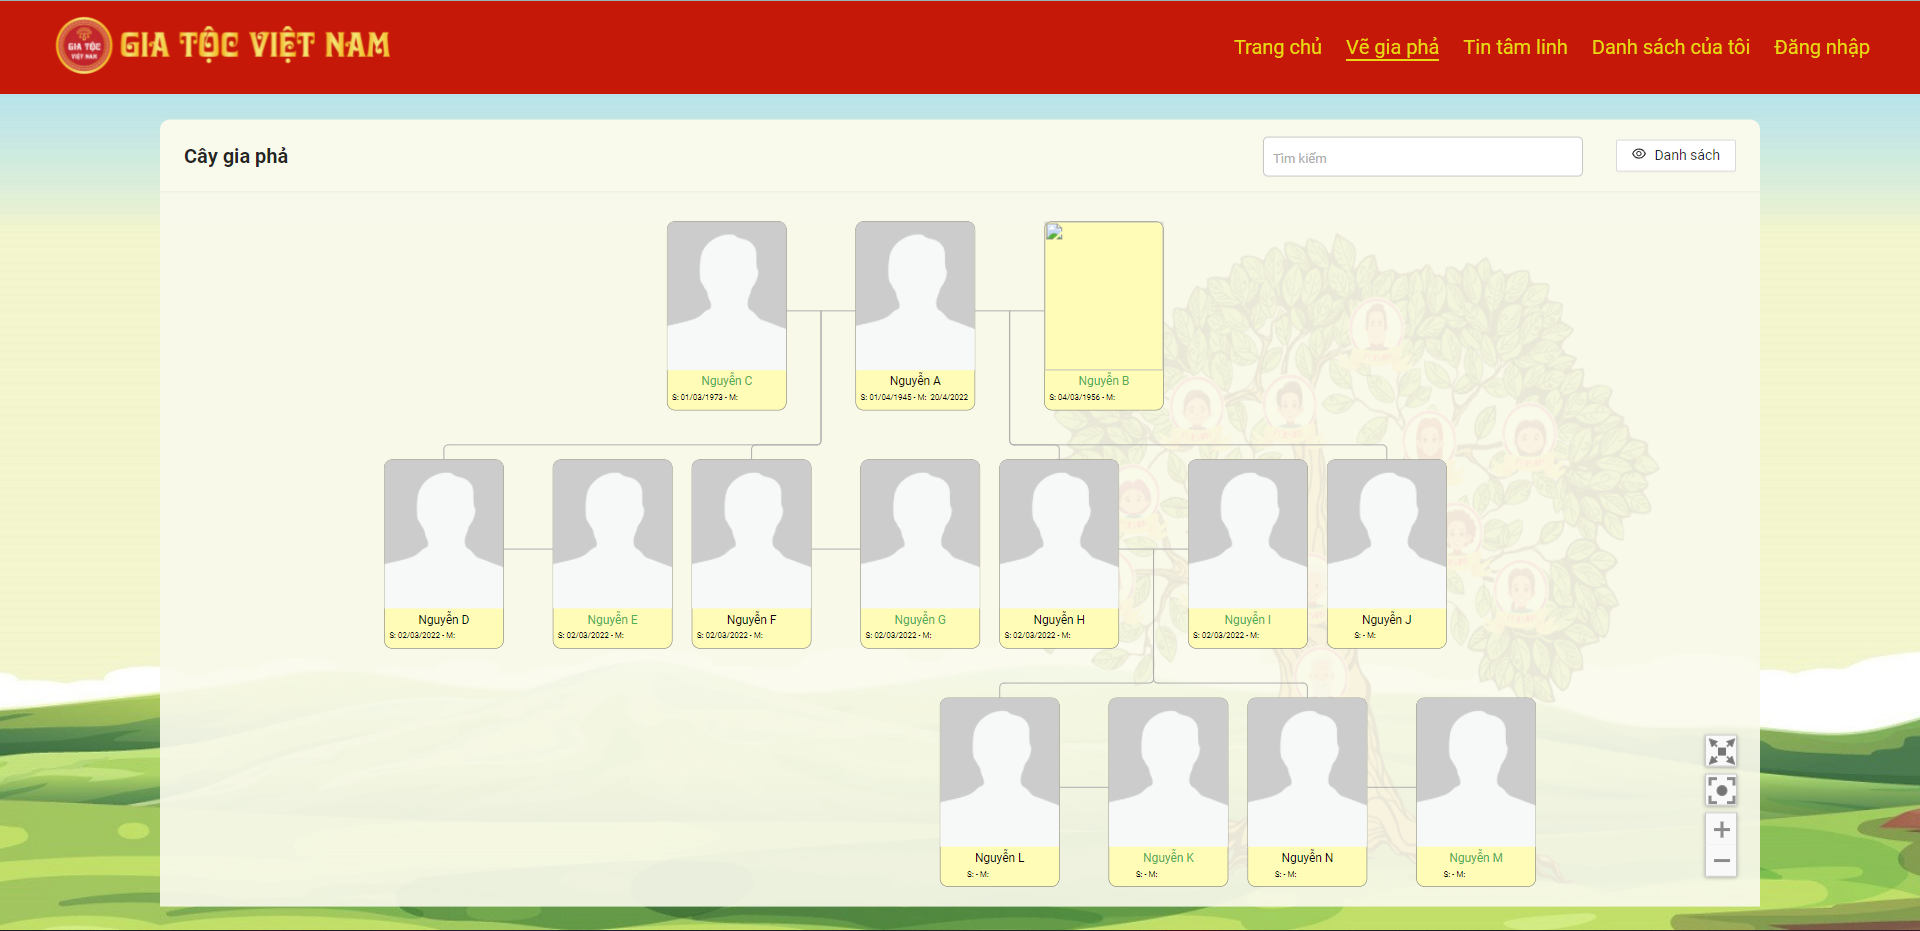 GIA TỘC
VIỆT NAM
GIA TỘC VIỆT NAM
Trang chủ
Vẽ gia phả
Tin tâm linh
Danh sách của tôi
Đăng nhập
Cây gia phả
Tìm kiếm
Danh sách
Nguyễn C
S: 01/03/1973 - M:
Nguyễn A
S: 01/04/1945 - M: 20/4/2022
Nguyễn B
S: 04/03/1956 - M:
Nguyễn D
S: 02/03/2022 - M:
Nguyễn E
S: 02/03/2022 - M:
Nguyễn F
S: 02/03/2022 - M:
Nguyễn G
S: 02/03/2022 - M:
Nguyễn H
S: 02/03/2022 - M:
Nguyễn I
S: 02/03/2022 - M:
Nguyễn J
S: - M:
Nguyễn L
S: - M:
Nguyễn K
S: - M:
Nguyễn N
S: - M:
Nguyễn M
S: - M: